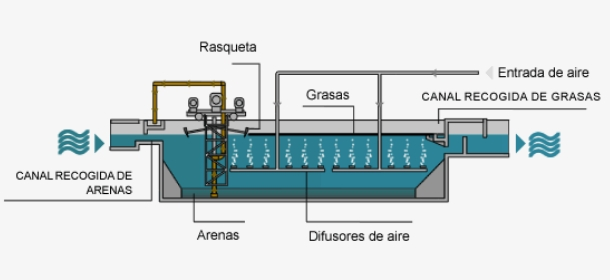 Rasqueta
Entrada de aire
Grasas
CANAL RECOGIDA DE GRASAS
CANAL RECOGIDA DE
ARENAS
Arenas
Difusores de aire